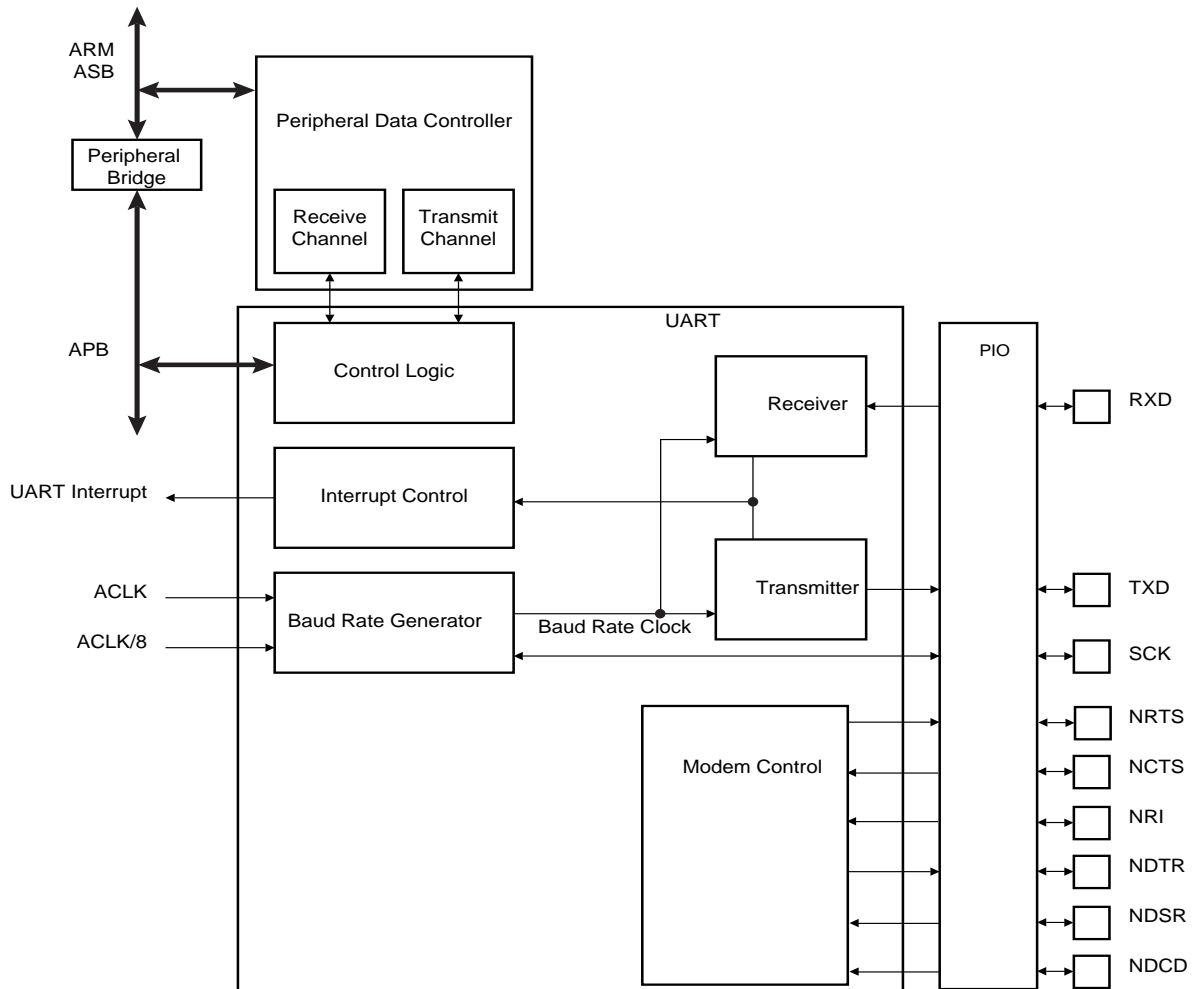 ARM
ASB
Peripheral Data Controller
Peripheral
Bridge
Receive
Channel
Transmit
Channel
UART
APB
Control Logic
PIO
Receiver
RXD
UART Interrupt
Interrupt Control
ACLK
Transmitter
TXD
Baud Rate Generator
Baud Rate Clock
ACLK/8
SCK
NRTS
Modem Control
NCTS
NRI
NDTR
NDSR
NDCD